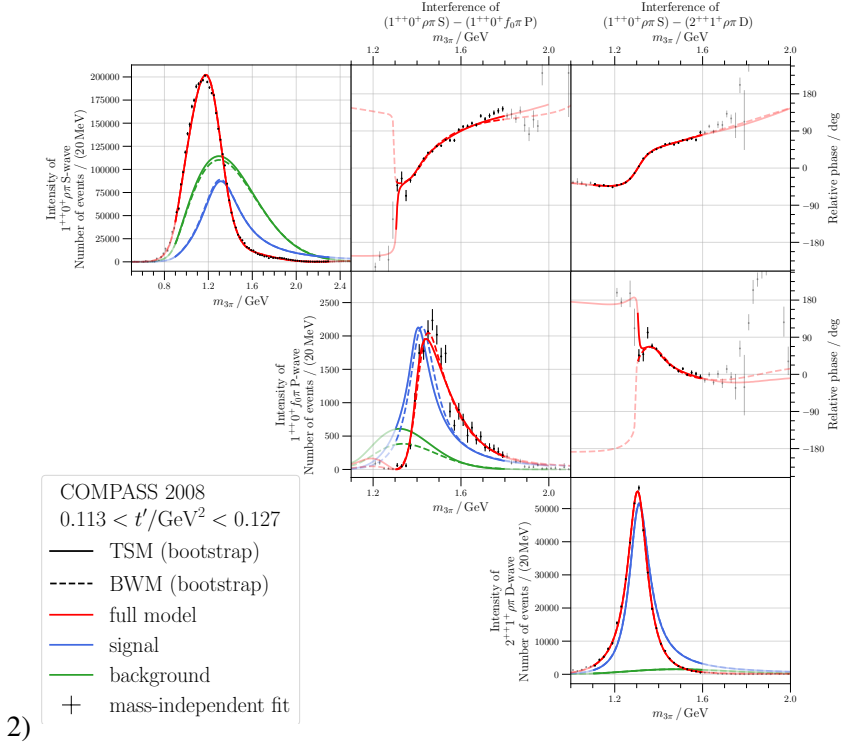 Interference of
(1⁺⁺0⁺ρπ S) − (1⁺⁺0⁺f₀π P)
m₃π / GeV
1.2 1.6 2.0
Interference of
(1⁺⁺0⁺ρπ S) − (2⁺⁺1⁺ρπ D)
m₃π / GeV
1.2 1.6 2.0
Intensity of
1⁺⁺0⁺ρπ S-wave
Number of events / (20 MeV)
200000
175000
150000
125000
100000
75000
50000
25000
0
0.8 1.2 1.6 2.0 2.4
m₃π / GeV
180
90
0
−90
−180
Relative phase / deg
Intensity of
1⁺⁺0⁺f₀π P-wave
Number of events / (20 MeV)
2500
2000
1500
1000
500
0
1.2 1.6 2.0
m₃π / GeV
180
90
0
−90
−180
Relative phase / deg
COMPASS 2008
0.113 < t′/GeV² < 0.127
TSM (bootstrap)
BWM (bootstrap)
full model
signal
background
mass-independent fit
Intensity of
2⁺⁺1⁺ρπ D-wave
Number of events / (20 MeV)
50000
40000
30000
20000
10000
0
1.2 1.6 2.0
m₃π / GeV
2)